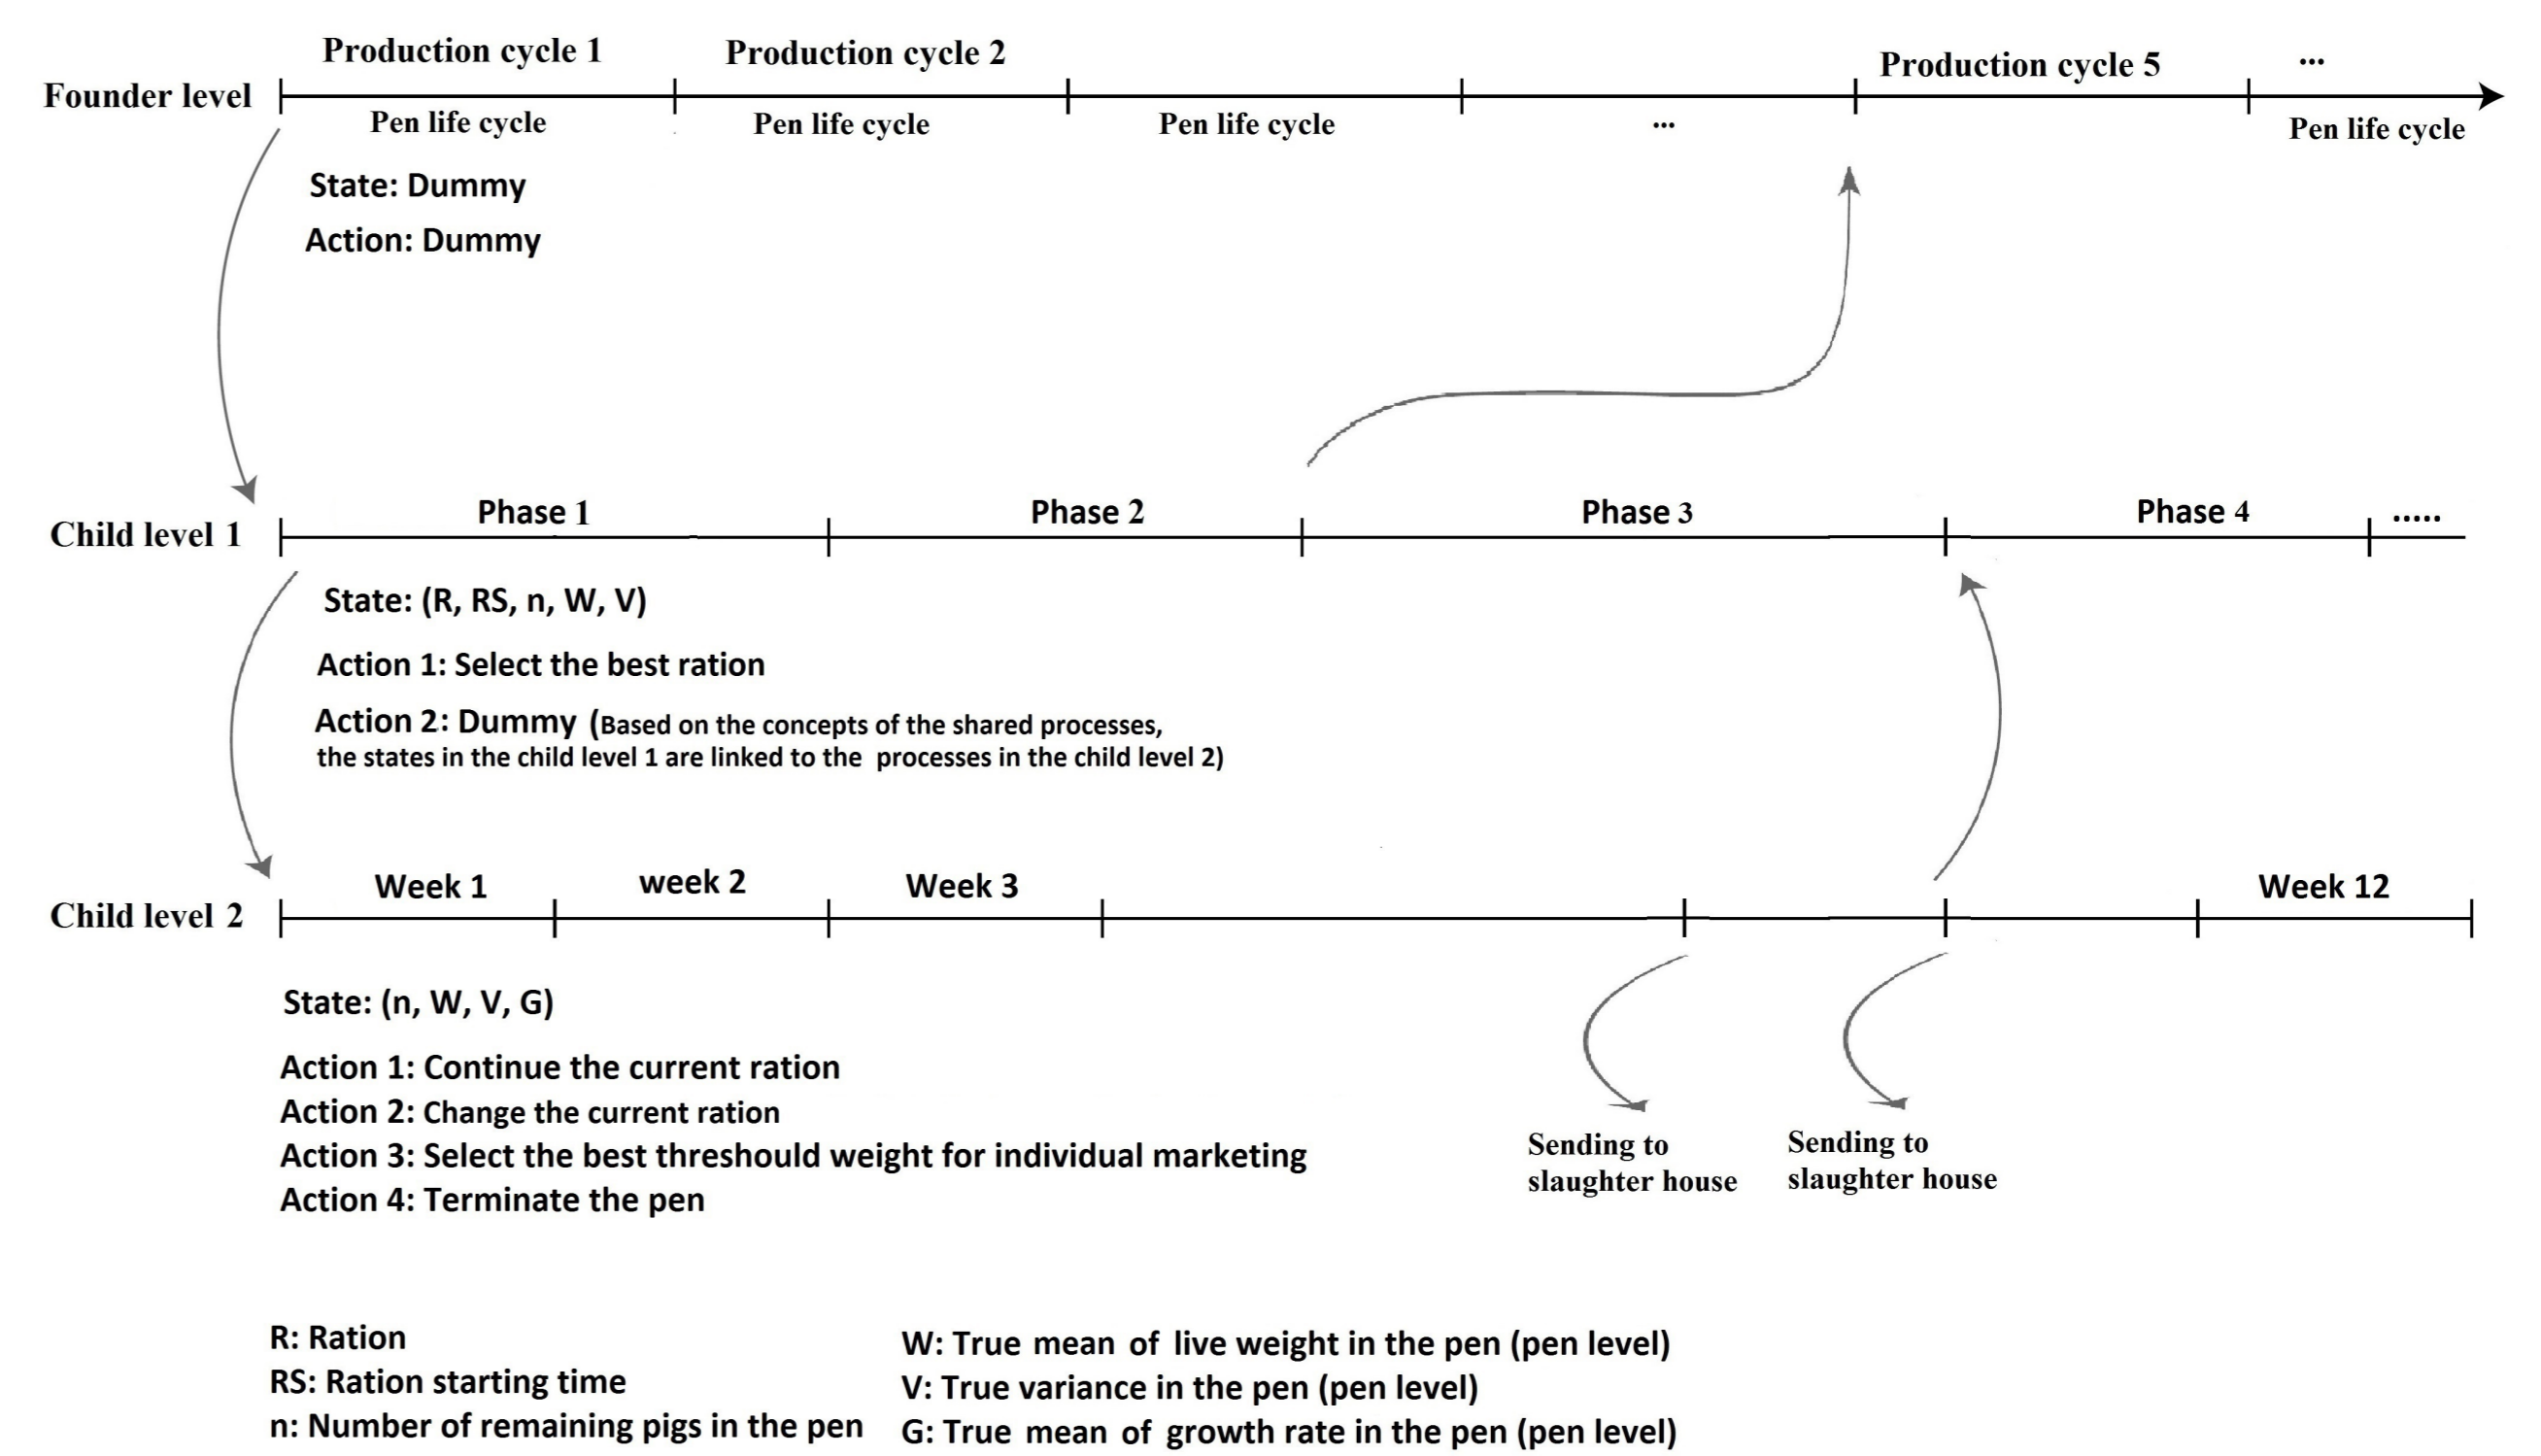 Production cycle 1
Production cycle 2
Production cycle 5
...
Founder level
Pen life cycle
Pen life cycle
Pen life cycle
...
Pen life cycle
State: Dummy
Action: Dummy
Phase 1
Phase 2
Phase 3
Phase 4
.....
Child level 1
State: (R, RS, n, W, V)
Action 1: Select the best ration
Action 2: Dummy (Based on the concepts of the shared processes,
the states in the child level 1 are linked to the processes in the child level 2)
Week 1
week 2
Week 3
Week 12
Child level 2
State: (n, W, V, G)
Action 1: Continue the current ration
Action 2: Change the current ration
Action 3: Select the best threshould weight for individual marketing
Action 4: Terminate the pen
Sending to
slaughter house
Sending to
slaughter house
R: Ration
RS: Ration starting time
n: Number of remaining pigs in the pen
W: True mean of live weight in the pen (pen level)
V: True variance in the pen (pen level)
G: True mean of growth rate in the pen (pen level)